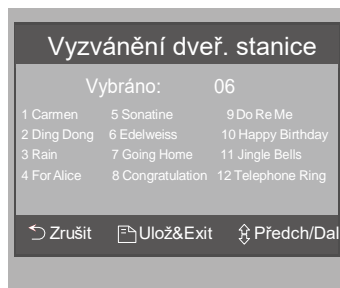 Vyzvánění dveř. stanice
Vybráno: 06
1 Carmen 5 Sonatine 9 Do Re Me
2 Ding Dong 6 Edelweiss 10 Happy Birthday
3 Rain 7 Going Home 11 Jingle Bells
4 For Alice 8 Congratulation 12 Telephone Ring
Zrušit Ulož&Exit Předch/Dal